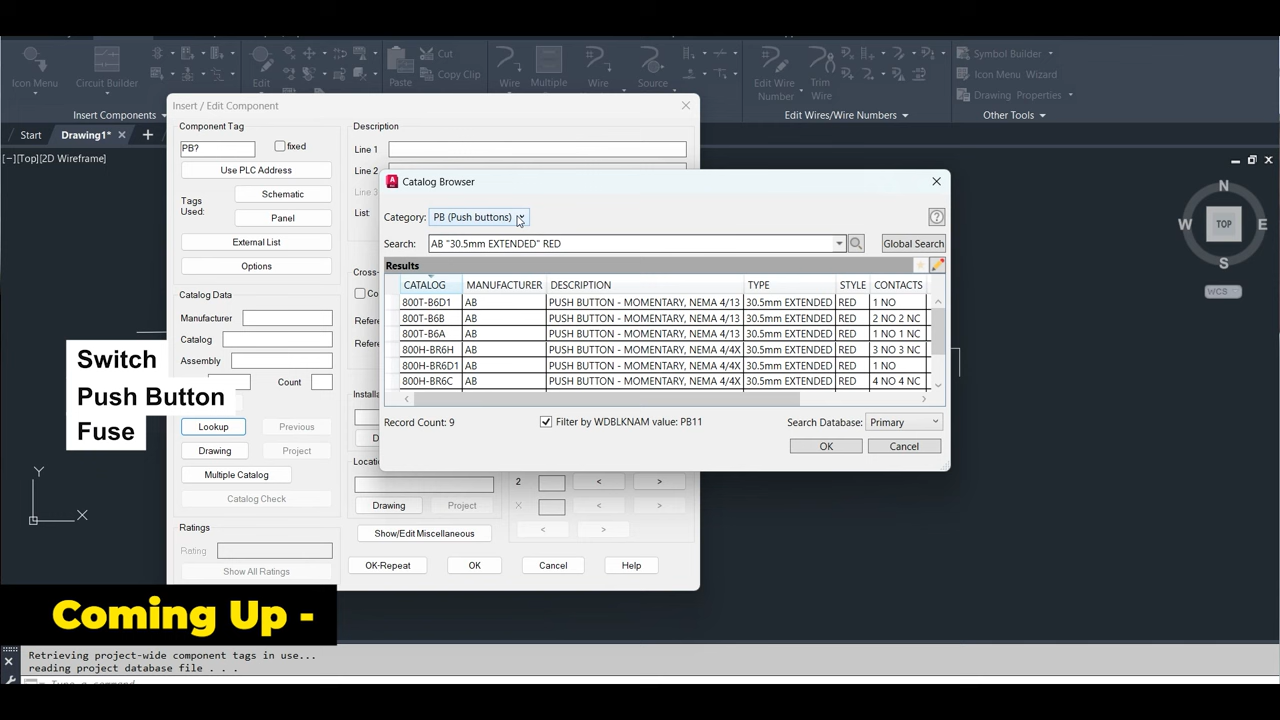 Icon Menu
Circuit Builder
Edit
Paste
Cut
Copy Clip
Wire
Multiple
Wire
Source
Edit Wire
Number
Trim
Wire
Symbol Builder
Icon Menu Wizard
Drawing Properties
Insert Components
Edit Wires/Wire Numbers
Other Tools
Start
Drawing1*
[−][Top][2D Wireframe]
Insert / Edit Component
Component Tag
PB?
fixed
Use PLC Address
Tags
Used:
Schematic
Panel
External List
Options
Catalog Data
Manufacturer
Catalog
Assembly
Count
Lookup
Previous
Drawing
Project
Multiple Catalog
Catalog Check
Ratings
Rating
Show All Ratings
Description
Line 1
Line 2
Line 3
List:
Cross-
Co
Refere
Refere
Installa
D
Locatio
Drawing
Project
Show/Edit Miscellaneous
2
<
>
X
<
>
<
>
OK-Repeat
OK
Cancel
Help
Catalog Browser
Category:
PB (Push buttons)
Search:
AB "30.5mm EXTENDED" RED
Global Search
Results
CATALOG MANUFACTURER DESCRIPTION TYPE STYLE CONTACTS
800T-B6D1 AB PUSH BUTTON - MOMENTARY, NEMA 4/13 30.5mm EXTENDED RED 1 NO
800T-B6B AB PUSH BUTTON - MOMENTARY, NEMA 4/13 30.5mm EXTENDED RED 2 NO 2 NC
800T-B6A AB PUSH BUTTON - MOMENTARY, NEMA 4/13 30.5mm EXTENDED RED 1 NO 1 NC
800H-BR6H AB PUSH BUTTON - MOMENTARY, NEMA 4/4X 30.5mm EXTENDED RED 3 NO 3 NC
800H-BR6D1 AB PUSH BUTTON - MOMENTARY, NEMA 4/4X 30.5mm EXTENDED RED 1 NO
800H-BR6C AB PUSH BUTTON - MOMENTARY, NEMA 4/4X 30.5mm EXTENDED RED 4 NO 4 NC
Record Count: 9
Filter by WDBLKNAM value: PB11
Search Database:
Primary
OK
Cancel
N
W
TOP
E
S
WCS
Switch
Push Button
Fuse
Y
X
Coming Up -
Retrieving project-wide component tags in use...
reading project database file . . .